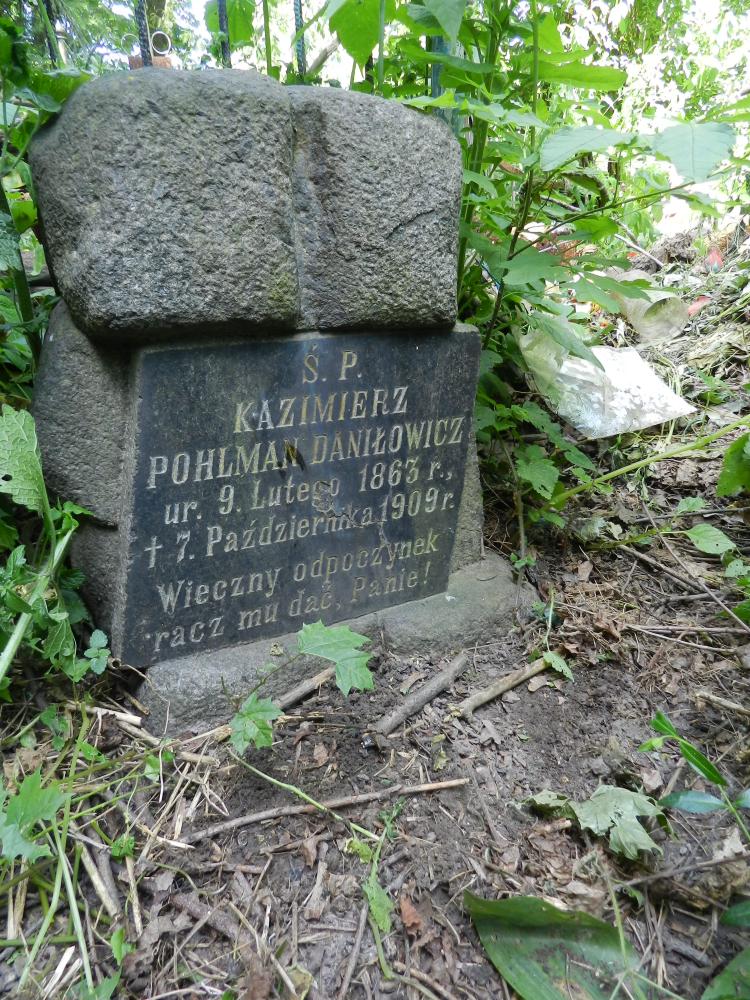 Ś. P.
KAZIMIERZ
POHLMAN DANIŁOWICZ
ur. 9. Lutego 1863 r.,
† 7. Października 1909 r.
Wieczny odpoczynek
racz mu dać, Panie!